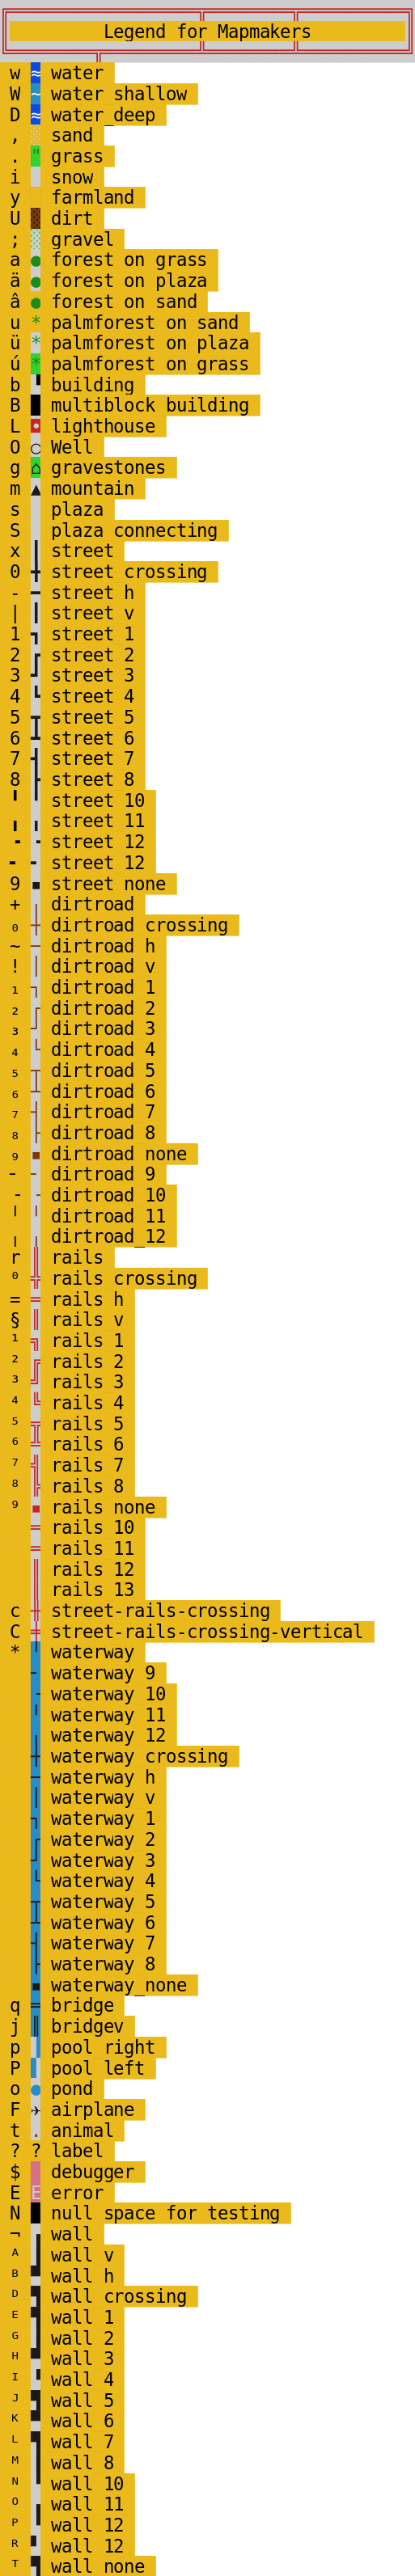 Legend for Mapmakers
w ≈ water
W ~ water shallow
D ≈ water_deep
, ░ sand
. " grass
i snow
y farmland
U ▒ dirt
; ░ gravel
a ● forest on grass
ä ● forest on plaza
â ● forest on sand
u * palmforest on sand
ü * palmforest on plaza
ú * palmforest on grass
b ▝ building
B █ multiblock building
L ◘ lighthouse
O ○ Well
g ⌂ gravestones
m ▲ mountain
s plaza
S plaza connecting
x ╻ street
0 ╋ street crossing
- ━ street h
| ┃ street v
1 ┓ street 1
2 ┏ street 2
3 ┛ street 3
4 ┗ street 4
5 ┳ street 5
6 ┻ street 6
7 ┫ street 7
8 ┣ street 8
╹ ╹ street 10
╻ ╻ street 11
╺ ╺ street 12
╸ ╸ street 12
9 ▪ street none
+ ╷ dirtroad
₀ ┼ dirtroad crossing
~ ─ dirtroad h
! │ dirtroad v
₁ ┐ dirtroad 1
₂ ┌ dirtroad 2
₃ ┘ dirtroad 3
₄ └ dirtroad 4
₅ ┬ dirtroad 5
₆ ┴ dirtroad 6
₇ ┤ dirtroad 7
₈ ├ dirtroad 8
₉ ▪ dirtroad none
╴ ╴ dirtroad 9
╶ ╶ dirtroad 10
╵ ╵ dirtroad 11
╷ ╷ dirtroad_12
r ║ rails
⁰ ╬ rails crossing
= ═ rails h
§ ║ rails v
¹ ╗ rails 1
² ╔ rails 2
³ ╝ rails 3
⁴ ╚ rails 4
⁵ ╦ rails 5
⁶ ╩ rails 6
⁷ ╣ rails 7
⁸ ╠ rails 8
⁹ ▪ rails none
═ rails 10
═ rails 11
║ rails 12
║ rails 13
c ╫ street-rails-crossing
C ╪ street-rails-crossing-vertical
* ╵ waterway
╴ waterway 9
╶ waterway 10
╵ waterway 11
╷ waterway 12
┼ waterway crossing
─ waterway h
│ waterway v
┐ waterway 1
┌ waterway 2
┘ waterway 3
└ waterway 4
┬ waterway 5
┴ waterway 6
┤ waterway 7
├ waterway 8
▪ waterway_none
q ═ bridge
j ║ bridgev
p ▐ pool right
P ▌ pool left
o ● pond
F ✈ airplane
t . animal
? ? label
$ debugger
E E error
N █ null space for testing
¬ wall
ᴬ wall v
ᴮ wall h
ᴰ wall crossing
ᴱ wall 1
ᴳ wall 2
ᴴ wall 3
ᴵ wall 4
ᴶ wall 5
ᴷ wall 6
ᴸ wall 7
ᴹ wall 8
ᴺ wall 10
ᴼ wall 11
ᴾ wall 12
ᴿ wall 12
ᵀ wall none